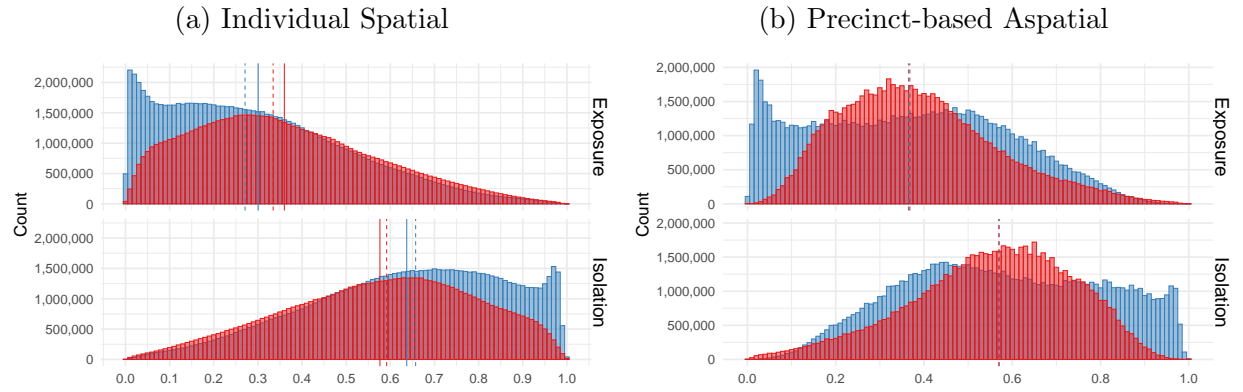 (a) Individual Spatial
(b) Precinct-based Aspatial
Count
2,000,000
1,500,000
1,000,000
500,000
0
Exposure
2,000,000
1,500,000
1,000,000
500,000
0
Isolation
0.0 0.1 0.2 0.3 0.4 0.5 0.6 0.7 0.8 0.9 1.0
Count
2,000,000
1,500,000
1,000,000
500,000
0
Exposure
2,000,000
1,500,000
1,000,000
500,000
0
Isolation
0.0 0.2 0.4 0.6 0.8 1.0